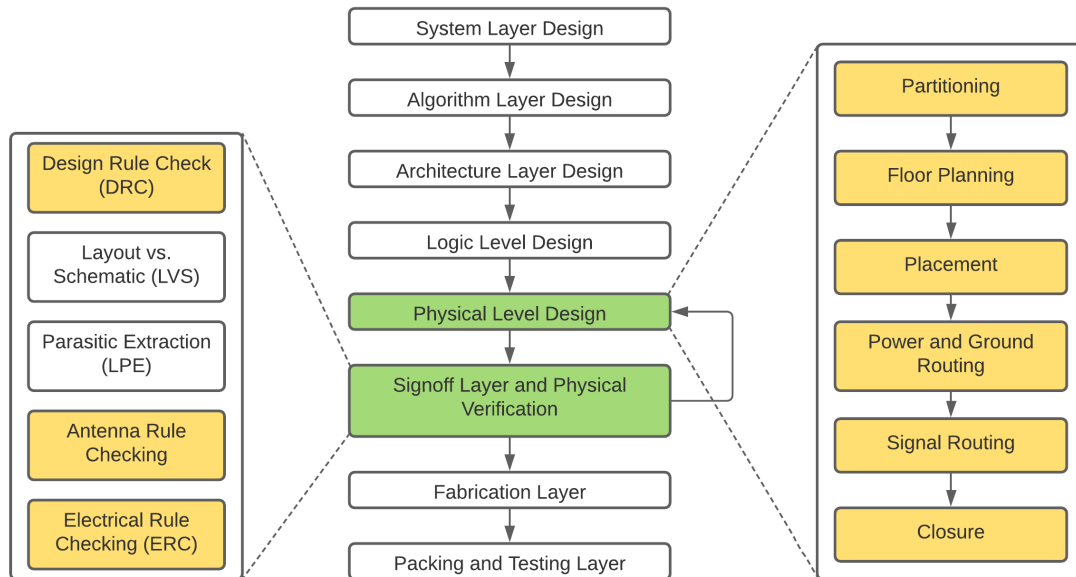 System Layer Design
Algorithm Layer Design
Architecture Layer Design
Logic Level Design
Physical Level Design
Signoff Layer and Physical
Verification
Fabrication Layer
Packing and Testing Layer
Design Rule Check
(DRC)
Layout vs.
Schematic (LVS)
Parasitic Extraction
(LPE)
Antenna Rule
Checking
Electrical Rule
Checking (ERC)
Partitioning
Floor Planning
Placement
Power and Ground
Routing
Signal Routing
Closure